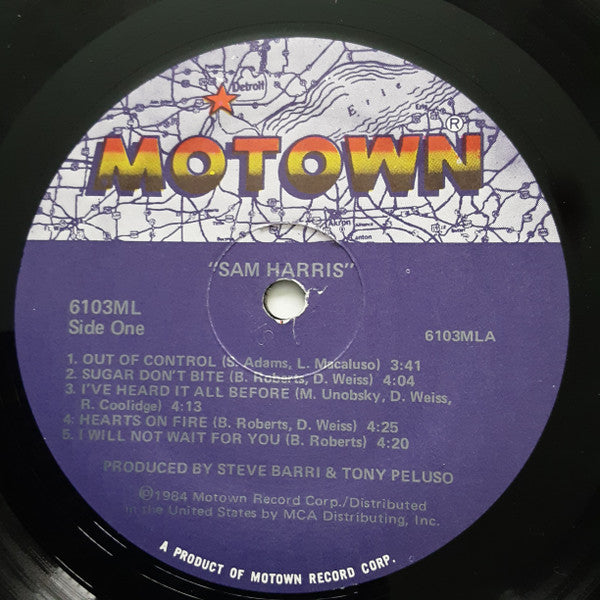 Detroit
Erie
MOTOWN®
Akron
Canton
"SAM HARRIS"
6103ML
Side One
6103MLA
1. OUT OF CONTROL (S. Adams, L. Macaluso) 3:41
2. SUGAR DON'T BITE (B. Roberts, D. Weiss) 4:04
3. I'VE HEARD IT ALL BEFORE (M. Unobsky, D. Weiss,
R. Coolidge) 4:13
4. HEARTS ON FIRE (B. Roberts, D. Weiss) 4:25
5. I WILL NOT WAIT FOR YOU (B. Roberts) 4:20
PRODUCED BY STEVE BARRI & TONY PELUSO
℗1984 Motown Record Corp./Distributed
in the United States by MCA Distributing, Inc.
A PRODUCT OF MOTOWN RECORD CORP.